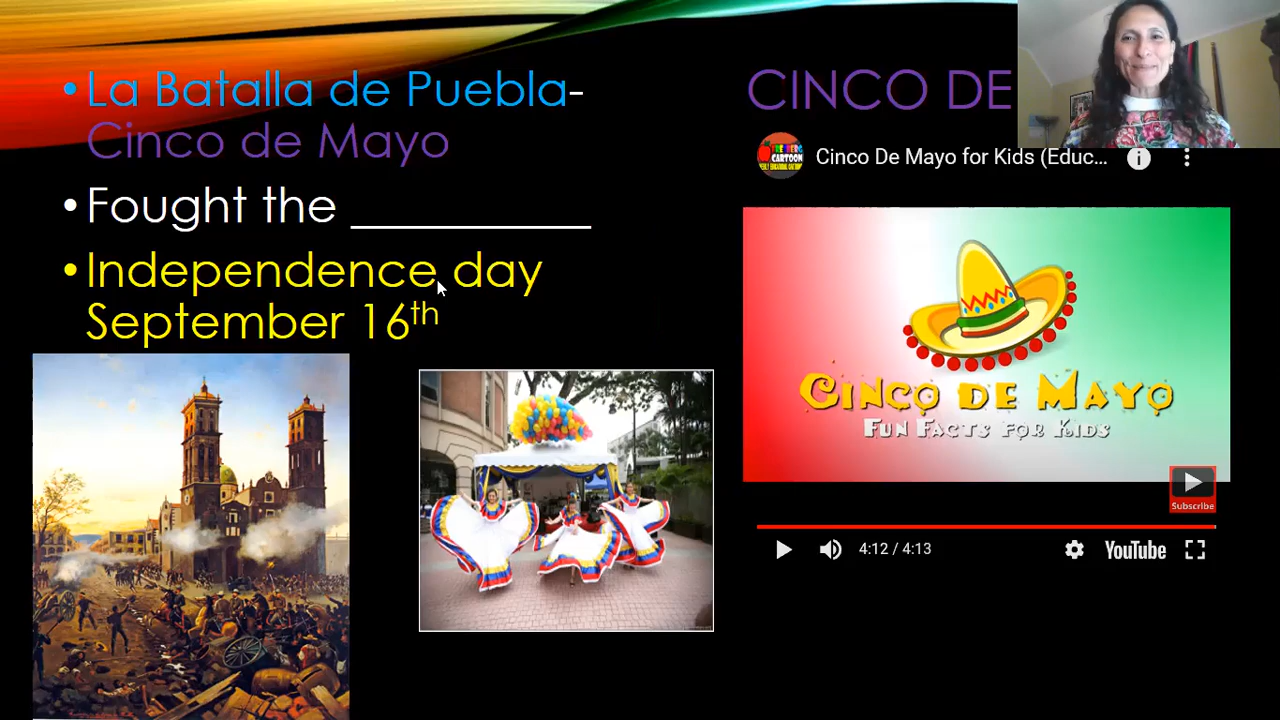 La Batalla de Puebla-
Cinco de Mayo
Fought the __________
Independence day
September 16th
CINCO DE
Cinco De Mayo for Kids (Educ...
CINCO DE MAYO
FUN FACTS FOR KIDS
Subscribe
4:12 / 4:13
YouTube